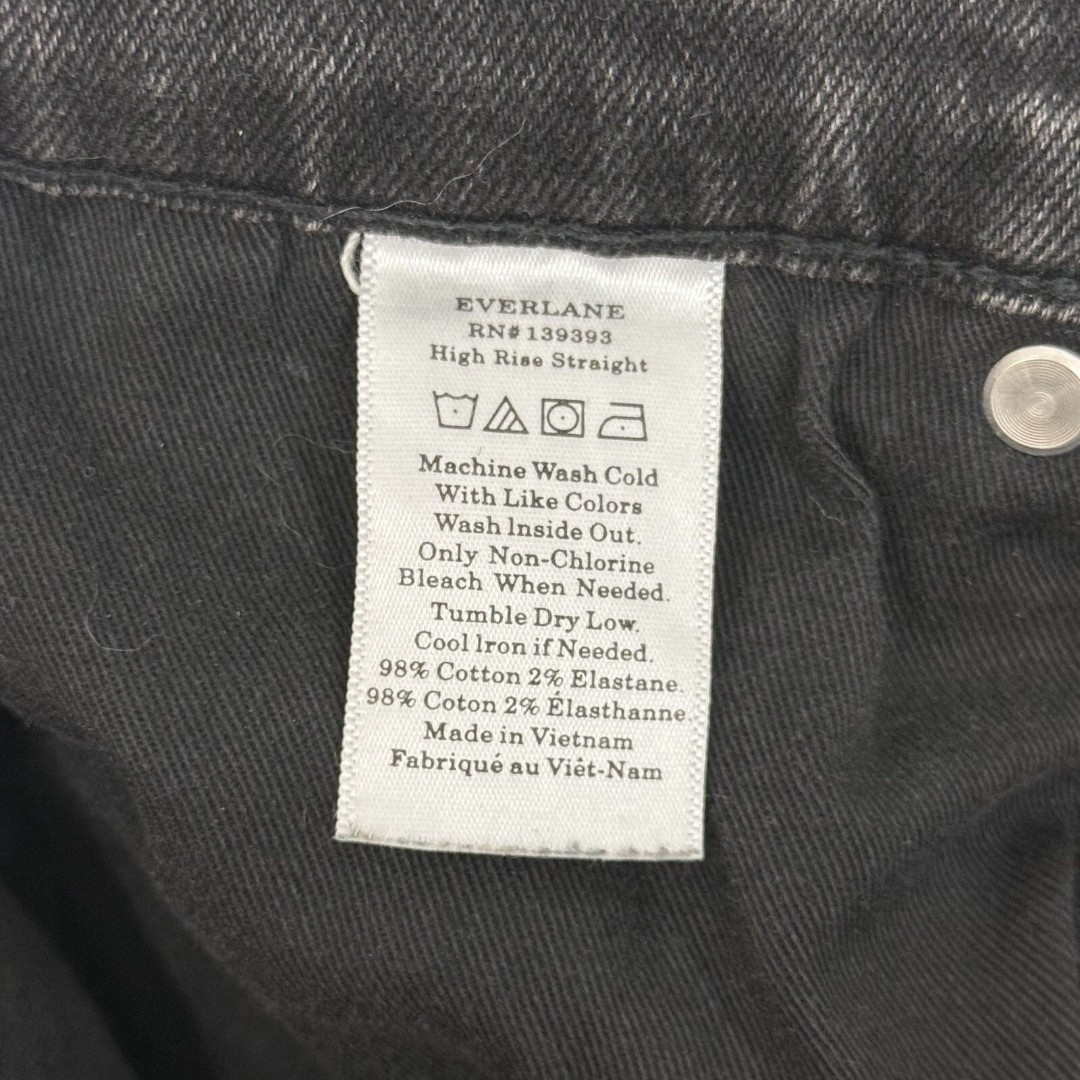 EVERLANE
RN# 139393
High Rise Straight
Machine Wash Cold
With Like Colors
Wash Inside Out.
Only Non-Chlorine
Bleach When Needed.
Tumble Dry Low.
Cool Iron if Needed.
98% Cotton 2% Elastane.
98% Coton 2% Élasthanne.
Made in Vietnam
Fabriqué au Viêt-Nam